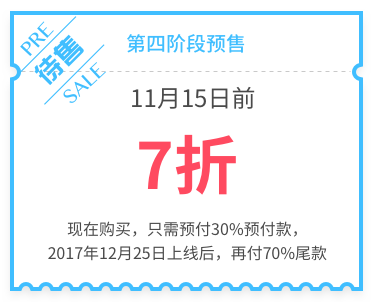 PRE
待售
SALE
第四阶段预售
11月15日前
7折
现在购买，只需预付30%预付款，
2017年12月25日上线后，再付70%尾款